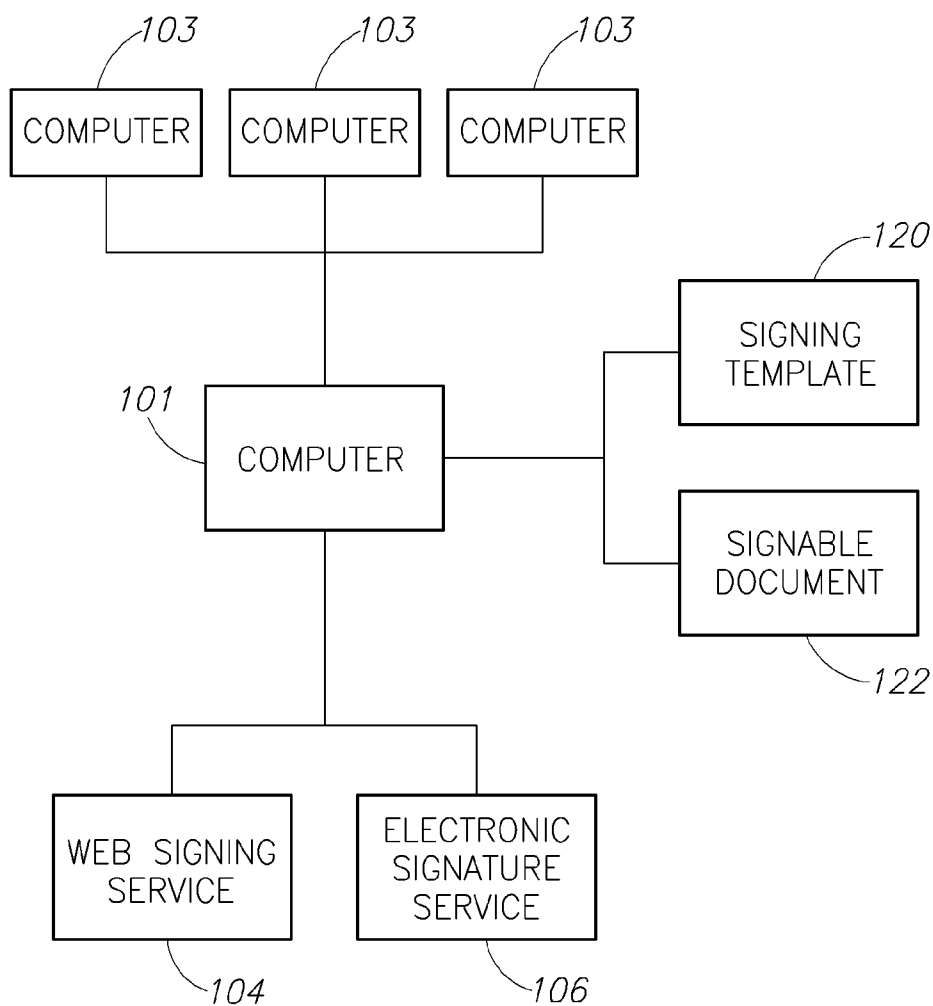 103
103
103
COMPUTER
COMPUTER
COMPUTER
120
SIGNING
TEMPLATE
101
COMPUTER
SIGNABLE
DOCUMENT
122
WEB SIGNING
SERVICE
ELECTRONIC
SIGNATURE
SERVICE
104
106